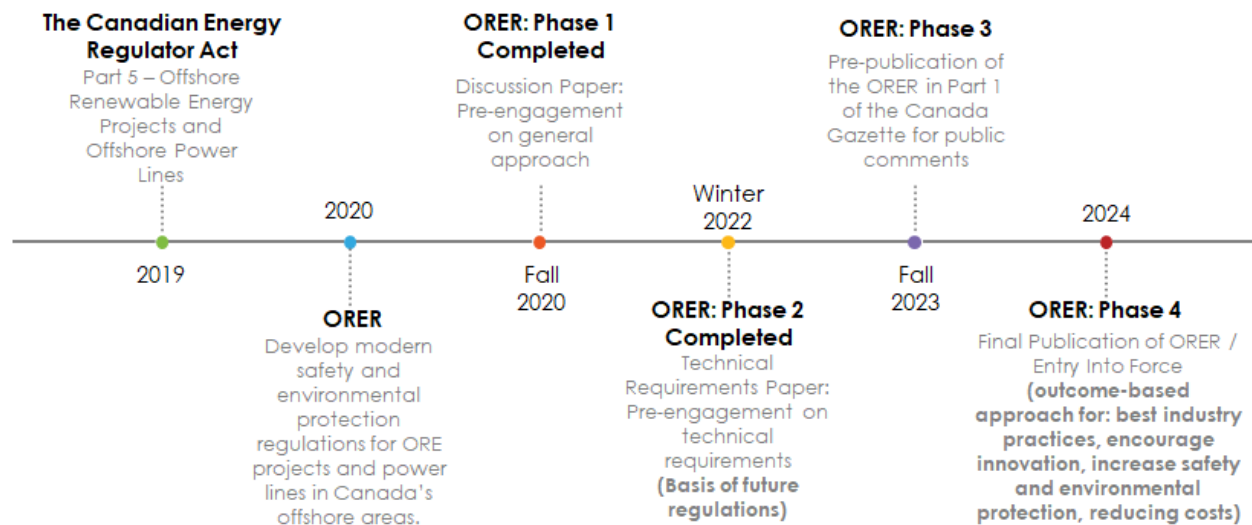 The Canadian Energy
Regulator Act
Part 5 – Offshore
Renewable Energy
Projects and
Offshore Power
Lines
2019
2020
ORER
Develop modern
safety and
environmental
protection
regulations for ORE
projects and power
lines in Canada's
offshore areas.
ORER: Phase 1
Completed
Discussion Paper:
Pre-engagement
on general
approach
Fall
2020
Winter
2022
ORER: Phase 2
Completed
Technical
Requirements Paper:
Pre-engagement on
technical
requirements
(Basis of future
regulations)
ORER: Phase 3
Pre-publication of
the ORER in Part 1
of the Canada
Gazette for public
comments
Fall
2023
2024
ORER: Phase 4
Final Publication of ORER /
Entry Into Force
(outcome-based
approach for: best industry
practices, encourage
innovation, increase safety
and environmental
protection, reducing costs)